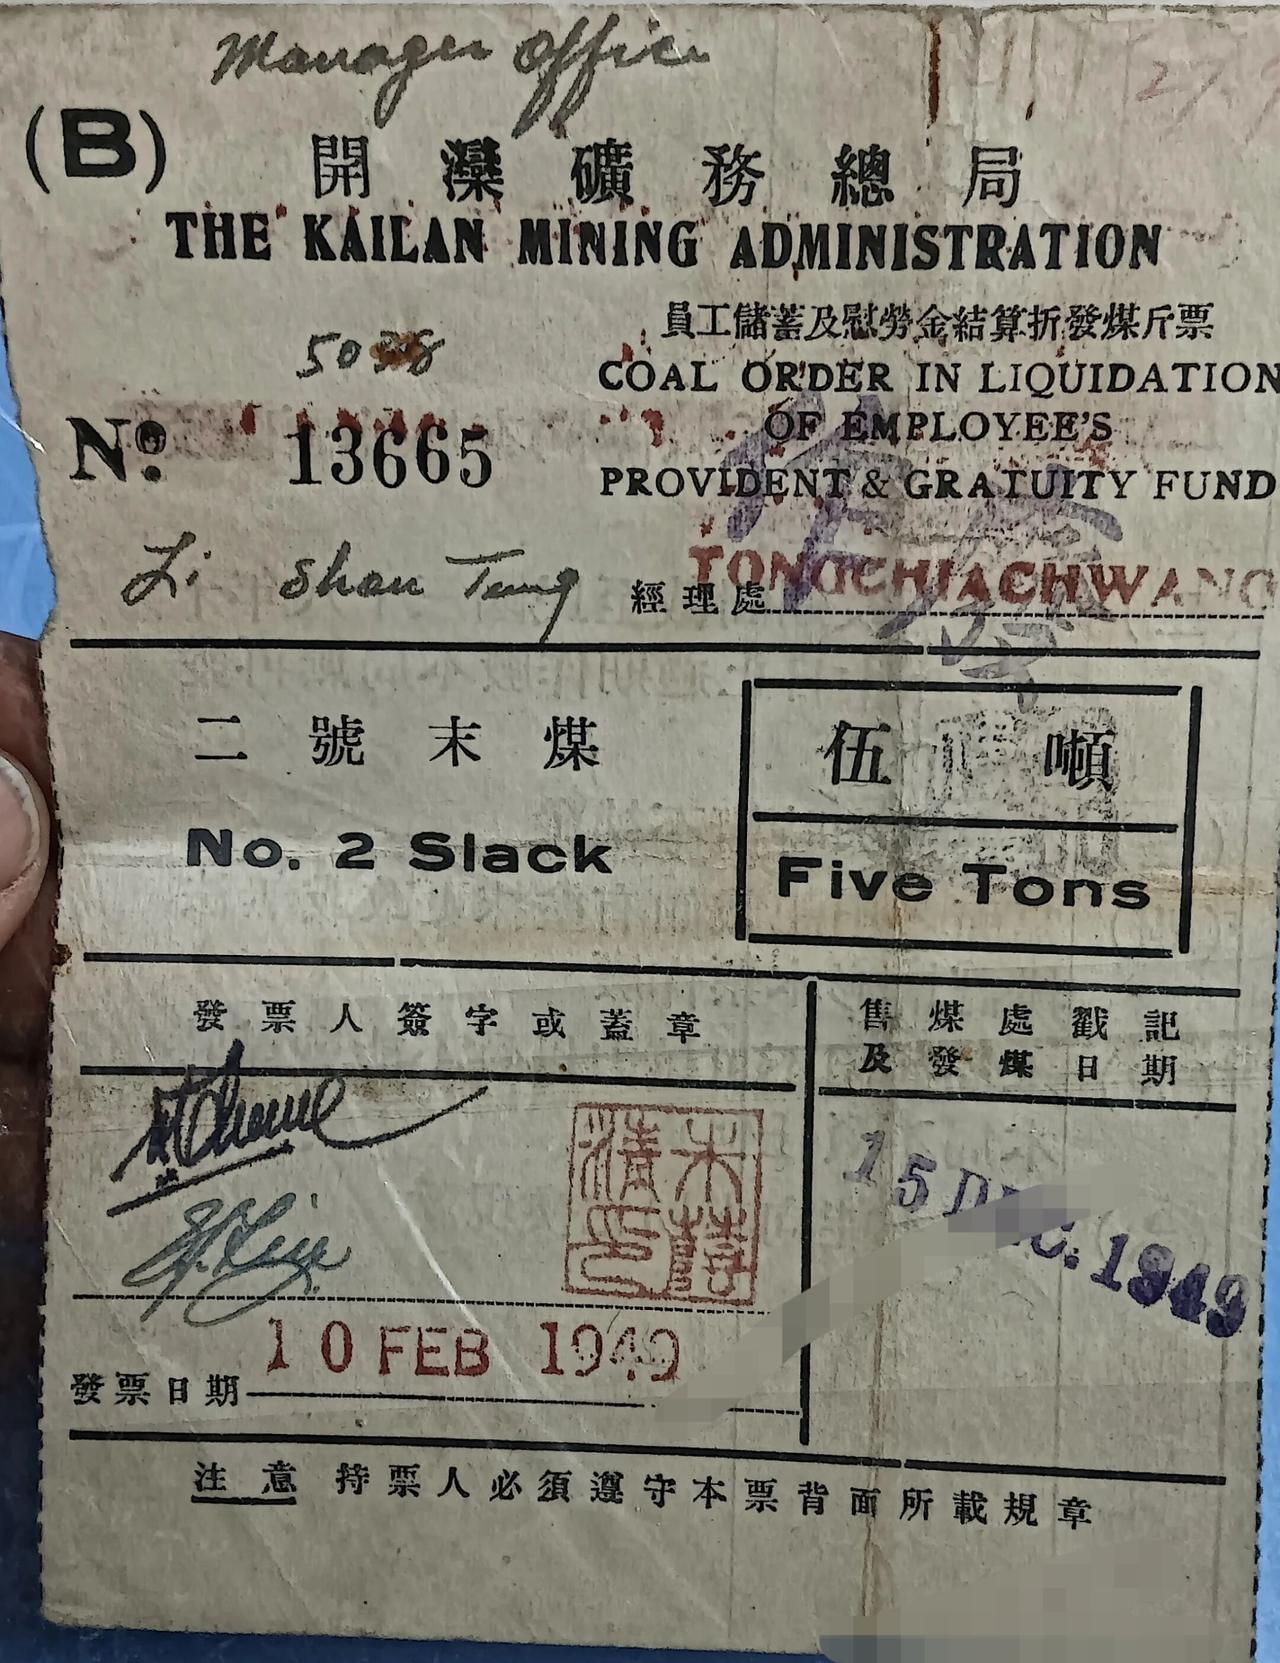 Manager Office
(B)
開灤礦務總局
THE KAILAN MINING ADMINISTRATION
員工儲蓄及慰勞金結算折發煤斤票
COAL ORDER IN LIQUIDATION
OF EMPLOYEE'S
PROVIDENT & GRATUITY FUND
Nº 13665
Li Shan Tung
經理處 TONGCHIACHWANG
二號末煤
No. 2 Slack
伍噸
Five Tons
發票人簽字或蓋章
售煤處戳記
及發煤日期
15 DEC. 1949
發票日期 10 FEB 1949
注意 持票人必須遵守本票背面所載規章